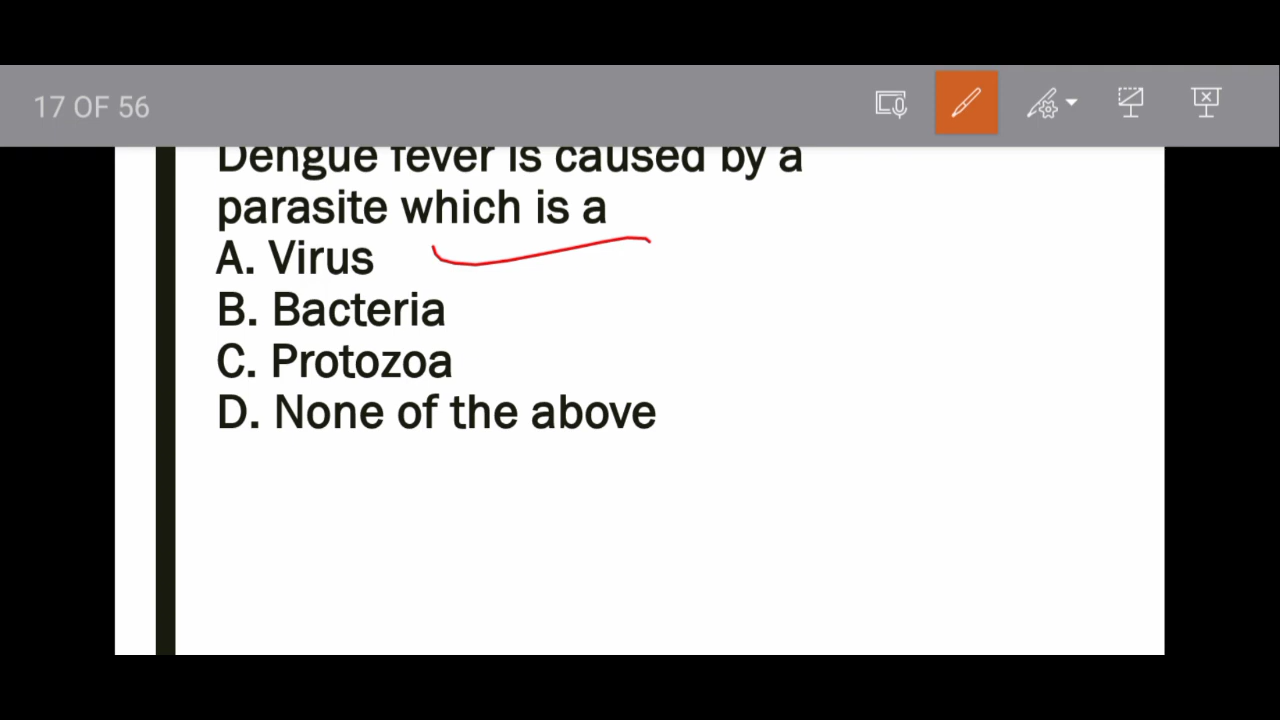 17 OF 56
Dengue fever is caused by a
parasite which is a
A. Virus
B. Bacteria
C. Protozoa
D. None of the above